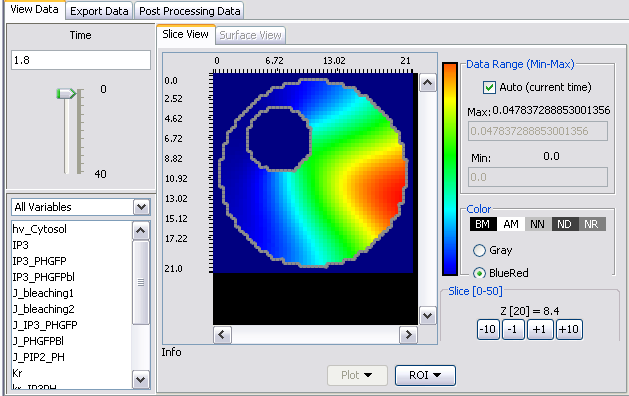 View Data Export Data Post Processing Data
Time
1.8
0
40
All Variables
hv_Cytosol
IP3
IP3_PHGFP
IP3_PHGFPbl
J_bleaching1
J_bleaching2
J_IP3_PHGFP
J_PHGFPBl
J_PIP2_PH
Kr
kr_IP3PH
Slice View Surface View
0 6.72 13.02 21
0.0
2.52
4.62
6.72
8.82
10.92
13.02
15.12
17.22
21.0
Info
Plot ROI
Data Range (Min-Max)
Auto (current time)
Max: 0.047837288853001356
0.047837288853001356
Min: 0.0
0.0
Color
BM AM NN ND NR
Gray
BlueRed
Slice [0-50]
Z [20] = 8.4
-10 -1 +1 +10